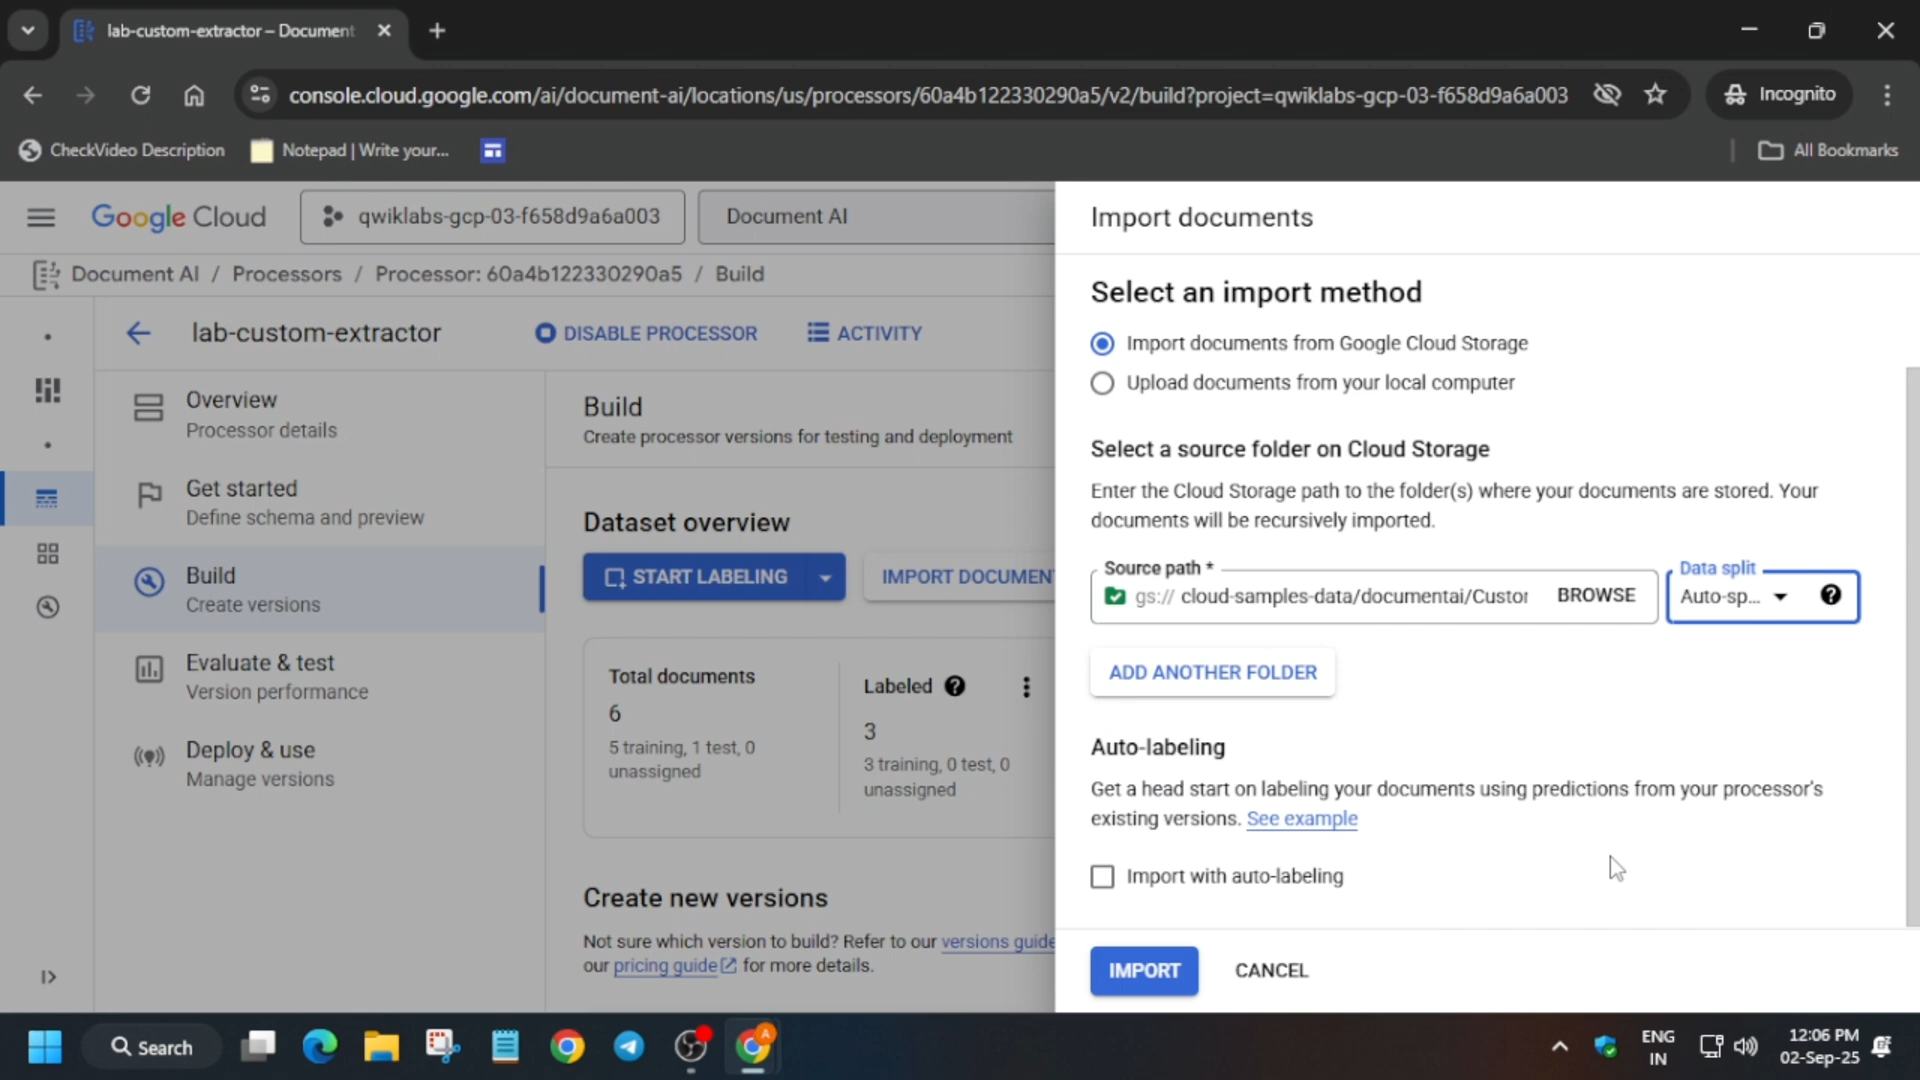 lab-custom-extractor – Document
console.cloud.google.com/ai/document-ai/locations/us/processors/60a4b122330290a5/v2/build?project=qwiklabs-gcp-03-f658d9a6a003
Incognito
CheckVideo Description
Notepad | Write your...
All Bookmarks
Google Cloud
qwiklabs-gcp-03-f658d9a6a003
Document AI
Document AI / Processors / Processor: 60a4b122330290a5 / Build
lab-custom-extractor
DISABLE PROCESSOR
ACTIVITY
Overview
Processor details
Get started
Define schema and preview
Build
Create versions
Evaluate & test
Version performance
Deploy & use
Manage versions
Build
Create processor versions for testing and deployment
Dataset overview
START LABELING
IMPORT DOCUMEN
Total documents
6
5 training, 1 test, 0
unassigned
Labeled
3
3 training, 0 test, 0
unassigned
Create new versions
Not sure which version to build? Refer to our versions guide
our pricing guide for more details.
Import documents
Select an import method
Import documents from Google Cloud Storage
Upload documents from your local computer
Select a source folder on Cloud Storage
Enter the Cloud Storage path to the folder(s) where your documents are stored. Your
documents will be recursively imported.
Source path *
gs:// cloud-samples-data/documentai/Custor
BROWSE
Data split
Auto-sp...
ADD ANOTHER FOLDER
Auto-labeling
Get a head start on labeling your documents using predictions from your processor's
existing versions. See example
Import with auto-labeling
IMPORT
CANCEL
Search
ENG
IN
12:06 PM
02-Sep-25